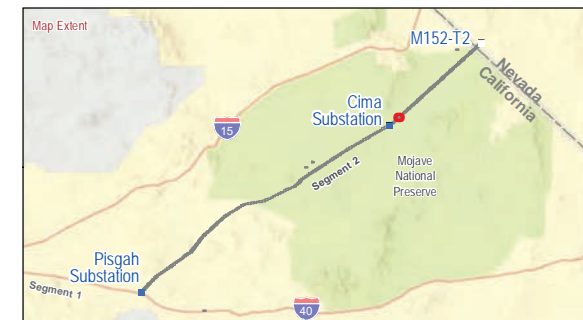 Map Extent
M152-T2
Nevada
California
Cima
Substation
15
Mojave
National
Preserve
Segment 2
Pisgah
Substation
Segment 1
40